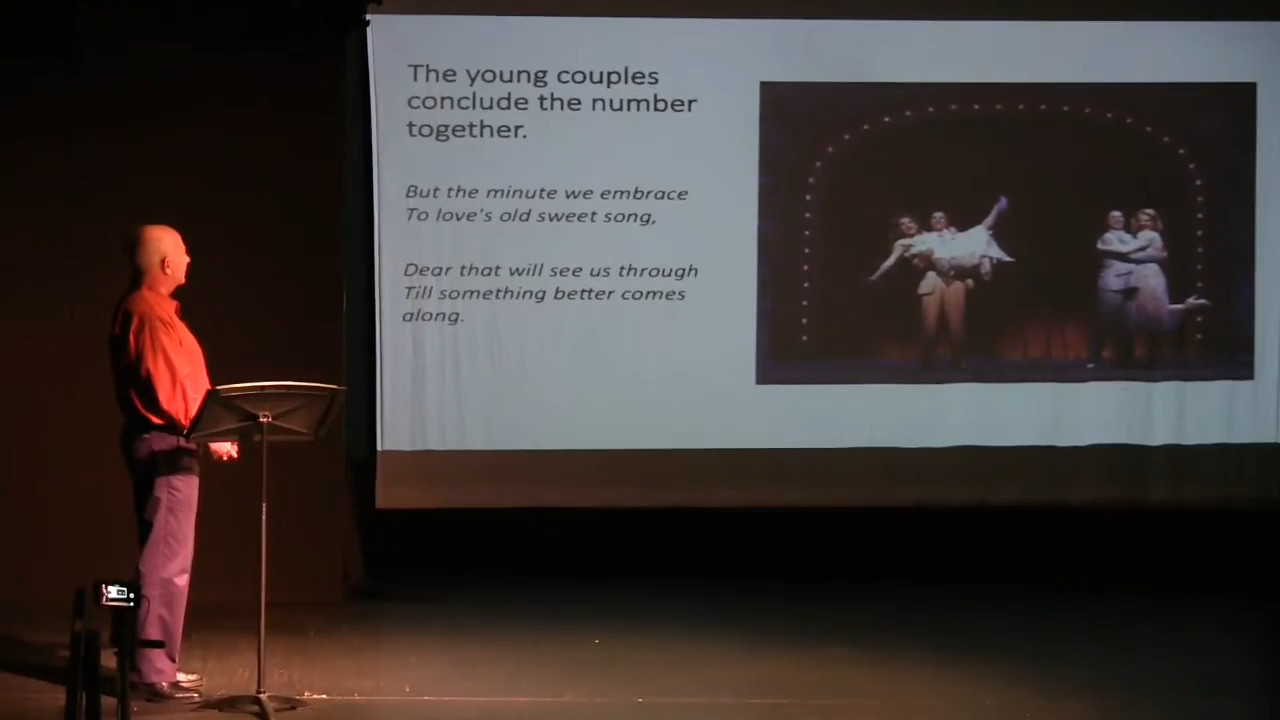 The young couples
conclude the number
together.
But the minute we embrace
To love's old sweet song,
Dear that will see us through
Till something better comes
along.